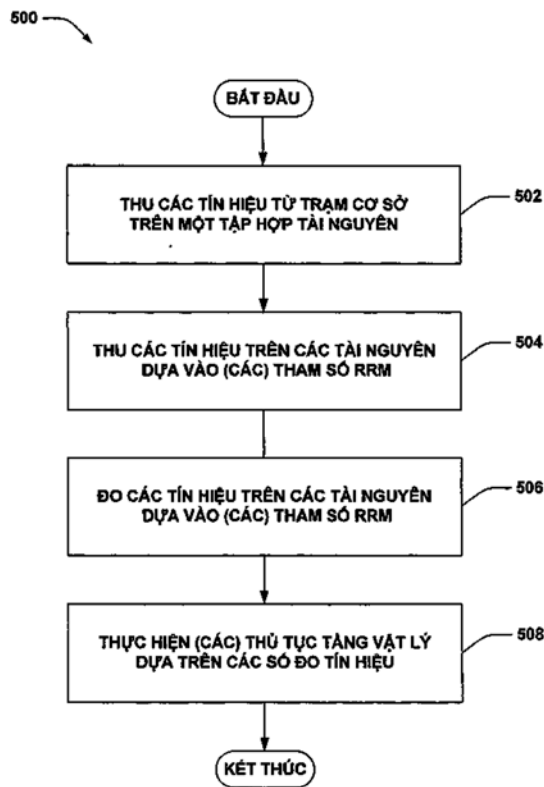 500
BẮT ĐẦU
THU CÁC TÍN HIỆU TỪ TRẠM CƠ SỞ
TRÊN MỘT TẬP HỢP TÀI NGUYÊN
502
THU CÁC TÍN HIỆU TRÊN CÁC TÀI NGUYÊN
DỰA VÀO (CÁC) THAM SỐ RRM
504
ĐO CÁC TÍN HIỆU TRÊN CÁC TÀI NGUYÊN
DỰA VÀO (CÁC) THAM SỐ RRM
506
THỰC HIỆN (CÁC) THỦ TỤC TẦNG VẬT LÝ
DỰA TRÊN CÁC SỐ ĐO TÍN HIỆU
508
KẾT THÚC